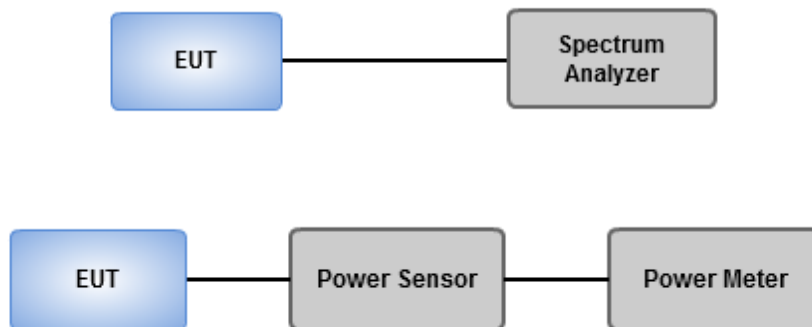 EUT
Spectrum
Analyzer
EUT
Power Sensor
Power Meter